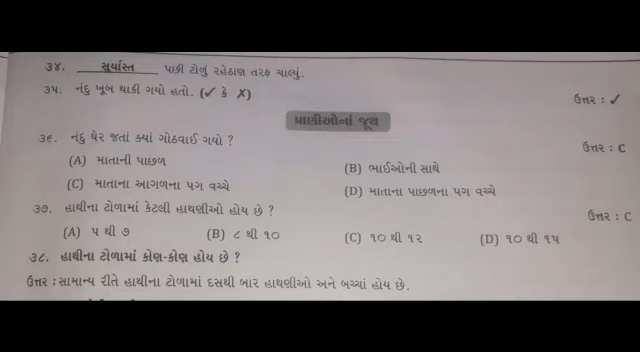 ૩૪. સૂર્યાસ્ત પછી ટોળું રહેઠાણ તરફ ચાલ્યું.
૩૫. નંદુ ખૂબ થાકી ગયો હતો. (✓ કે ✗) ઉત્તર : ✓
પ્રાણીઓનાં જૂથ
૩૬. નંદુ ઘેર જતાં ક્યાં ગોઠવાઈ ગયો ? ઉત્તર : C
(A) માતાની પાછળ (B) ભાઈઓની સાથે
(C) માતાના આગળના પગ વચ્ચે (D) માતાના પાછળના પગ વચ્ચે
૩૭. હાથીના ટોળામાં કેટલી હાથણીઓ હોય છે ? ઉત્તર : C
(A) ૫ થી ૭ (B) ૮ થી ૧૦ (C) ૧૦ થી ૧૨ (D) ૧૦ થી ૧૫
૩૮. હાથીના ટોળામાં કોણ-કોણ હોય છે ?
ઉત્તર : સામાન્ય રીતે હાથીના ટોળામાં દસથી બાર હાથણીઓ અને બચ્ચાં હોય છે.